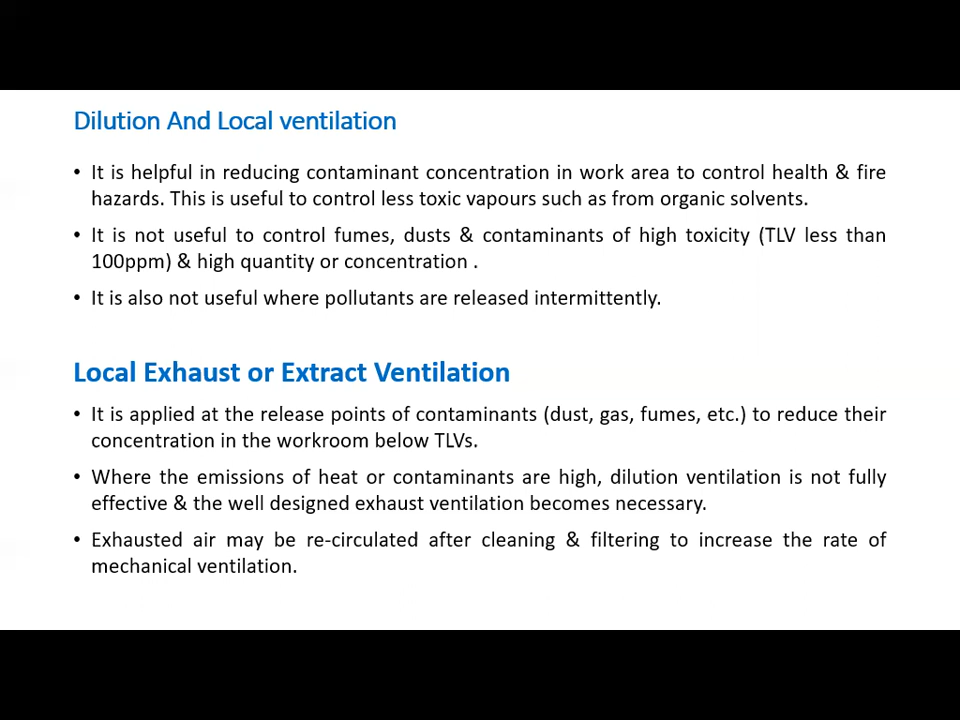 Dilution And Local ventilation
• It is helpful in reducing contaminant concentration in work area to control health & fire
hazards. This is useful to control less toxic vapours such as from organic solvents.
• It is not useful to control fumes, dusts & contaminants of high toxicity (TLV less than
100ppm) & high quantity or concentration .
• It is also not useful where pollutants are released intermittently.
Local Exhaust or Extract Ventilation
• It is applied at the release points of contaminants (dust, gas, fumes, etc.) to reduce their
concentration in the workroom below TLVs.
• Where the emissions of heat or contaminants are high, dilution ventilation is not fully
effective & the well designed exhaust ventilation becomes necessary.
• Exhausted air may be re-circulated after cleaning & filtering to increase the rate of
mechanical ventilation.